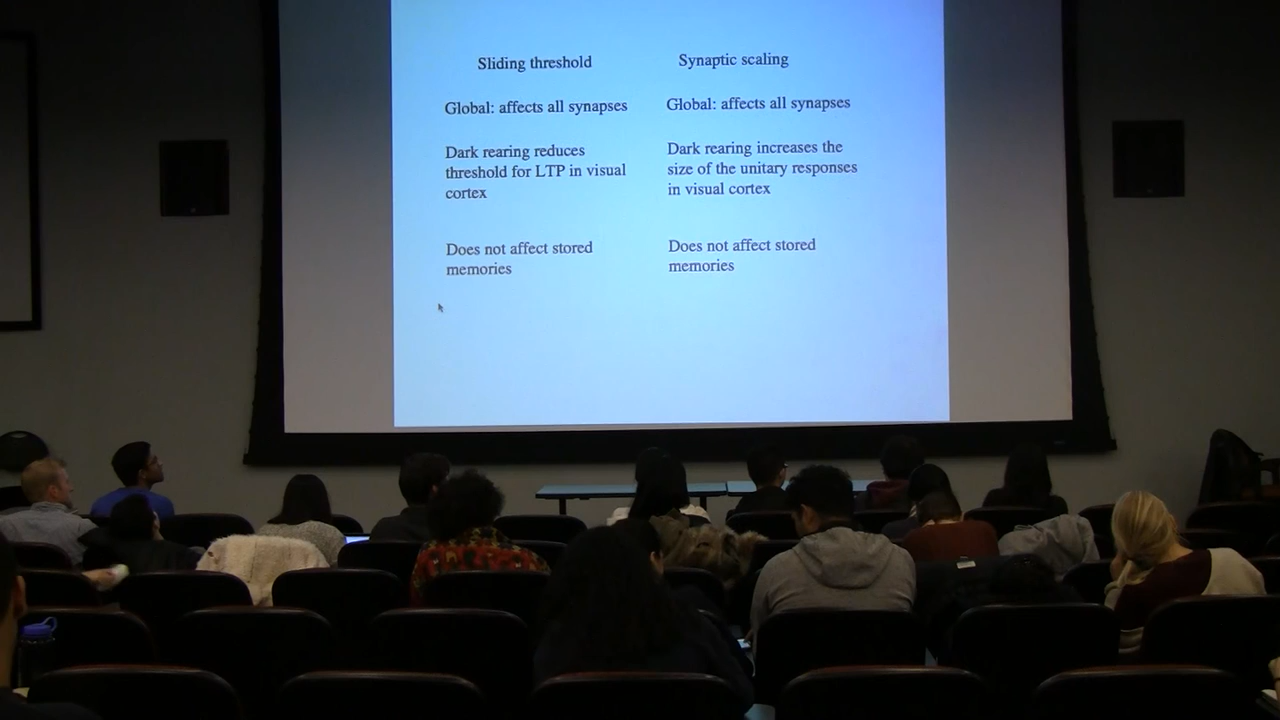 Sliding threshold
Global: affects all synapses
Dark rearing reduces
threshold for LTP in visual
cortex
Does not affect stored
memories
Synaptic scaling
Global: affects all synapses
Dark rearing increases the
size of the unitary responses
in visual cortex
Does not affect stored
memories